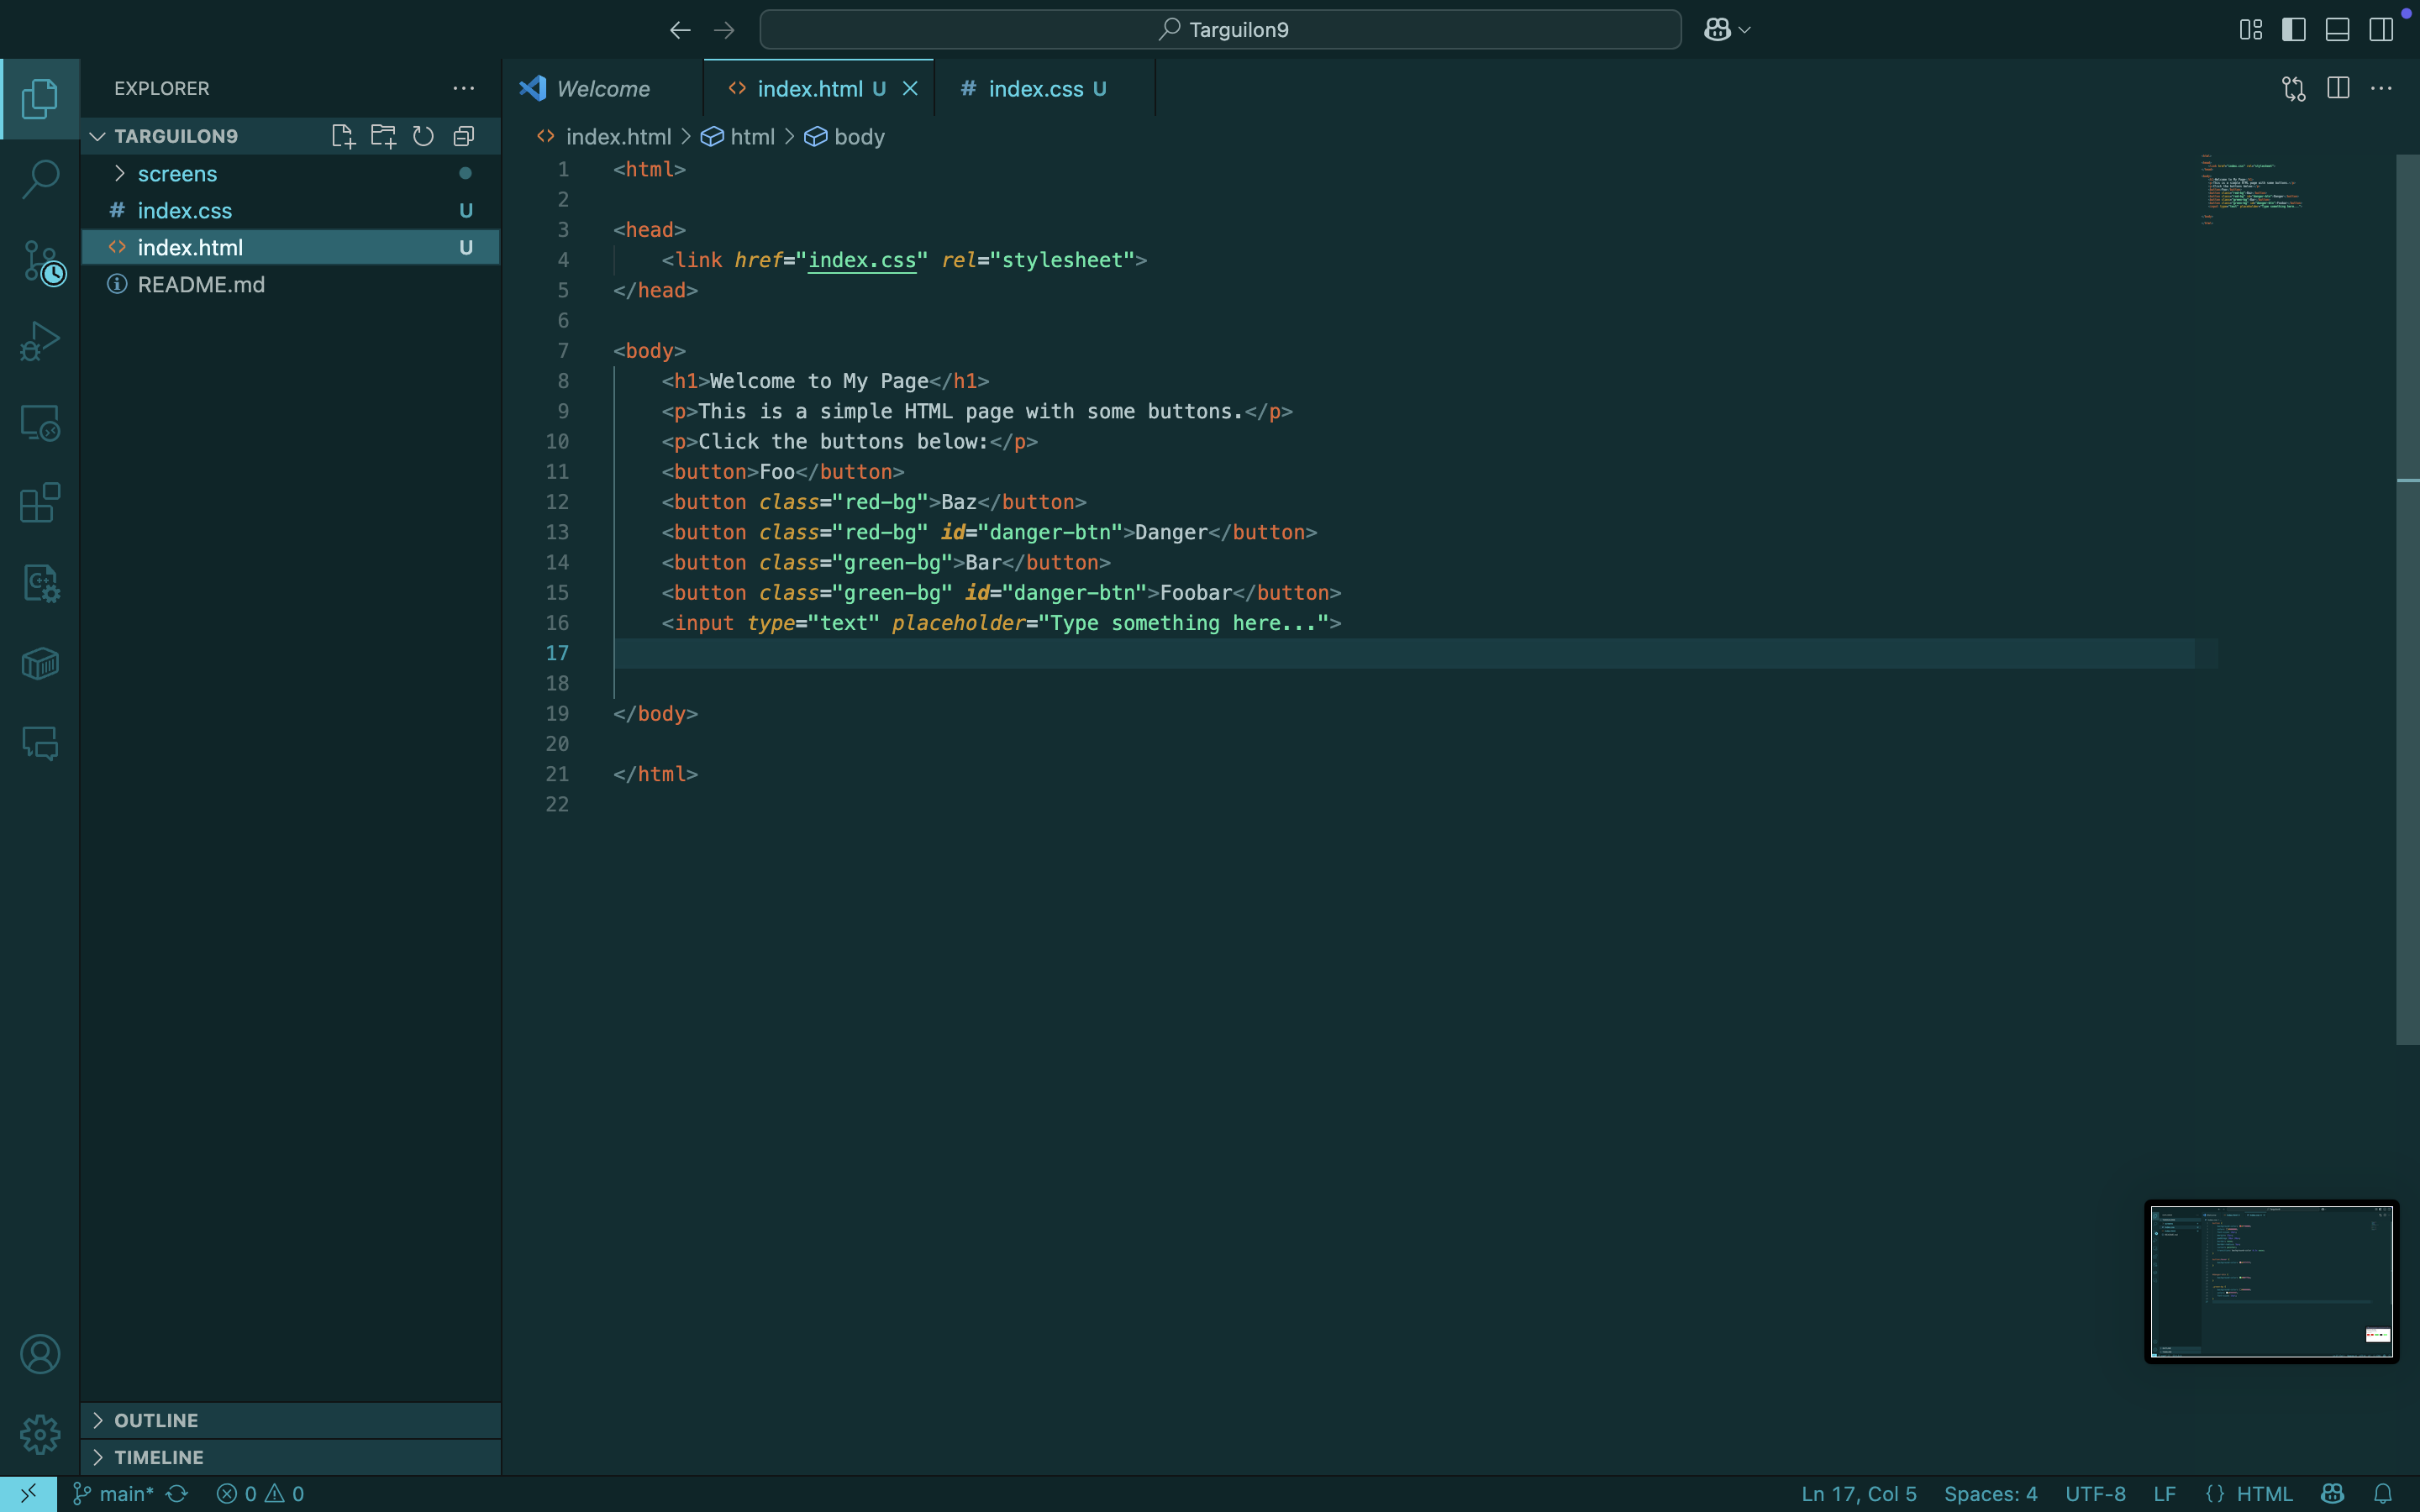 Targuilon9
EXPLORER
TARGUILON9
screens
# index.css U
<> index.html U
README.md
OUTLINE
TIMELINE
Welcome
<> index.html U
# index.css U
<> index.html > html > body
1 <html>
2
3 <head>
4     <link href="index.css" rel="stylesheet">
5 </head>
6
7 <body>
8     <h1>Welcome to My Page</h1>
9     <p>This is a simple HTML page with some buttons.</p>
10     <p>Click the buttons below:</p>
11     <button>Foo</button>
12     <button class="red-bg">Baz</button>
13     <button class="red-bg" id="danger-btn">Danger</button>
14     <button class="green-bg">Bar</button>
15     <button class="green-bg" id="danger-btn">Foobar</button>
16     <input type="text" placeholder="Type something here...">
17
18
19 </body>
20
21 </html>
22
main* 0 0
Ln 17, Col 5 Spaces: 4 UTF-8 LF {} HTML